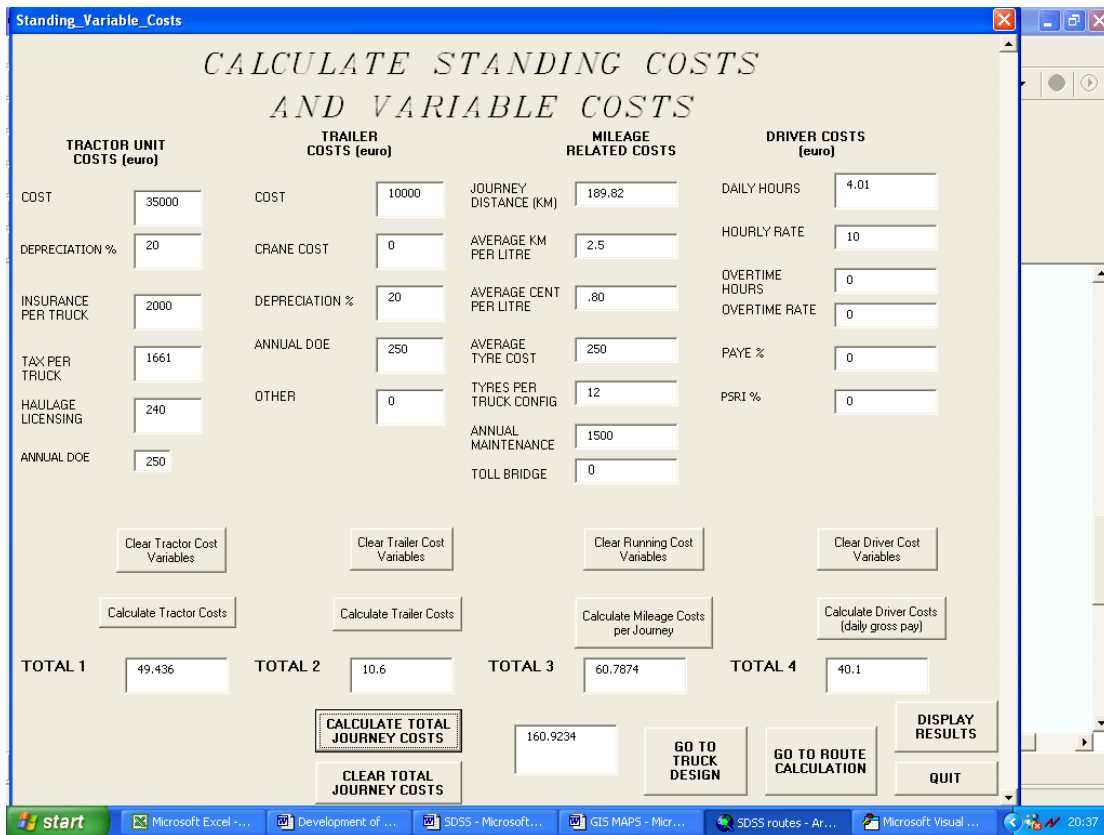 Standing_Variable_Costs
CALCULATE STANDING COSTS
AND VARIABLE COSTS
TRACTOR UNIT
COSTS (euro)
COST
35000
DEPRECIATION %
20
INSURANCE
PER TRUCK
2000
TAX PER
TRUCK
1661
HAULAGE
LICENSING
240
ANNUAL DOE
250
TRAILER
COSTS (euro)
COST
10000
CRANE COST
0
DEPRECIATION %
20
ANNUAL DOE
250
OTHER
0
MILEAGE
RELATED COSTS
JOURNEY
DISTANCE (KM)
189.82
AVERAGE KM
PER LITRE
2.5
AVERAGE CENT
PER LITRE
.80
AVERAGE
TYRE COST
250
TYRES PER
TRUCK CONFIG
12
ANNUAL
MAINTENANCE
1500
TOLL BRIDGE
0
DRIVER COSTS
(euro)
DAILY HOURS
4.01
HOURLY RATE
10
OVERTIME
HOURS
0
OVERTIME RATE
0
PAYE %
0
PSRI %
0
Clear Tractor Cost
Variables
Clear Trailer Cost
Variables
Clear Running Cost
Variables
Clear Driver Cost
Variables
Calculate Tractor Costs
Calculate Trailer Costs
Calculate Mileage Costs
per Journey
Calculate Driver Costs
(daily gross pay)
TOTAL 1
49.436
TOTAL 2
10.6
TOTAL 3
60.7874
TOTAL 4
40.1
CALCULATE TOTAL
JOURNEY COSTS
CLEAR TOTAL
JOURNEY COSTS
160.9234
GO TO
TRUCK
DESIGN
GO TO ROUTE
CALCULATION
DISPLAY
RESULTS
QUIT
start
Microsoft Excel -...
Development of ...
SDSS - Microsoft...
GIS MAPS - Micr...
SDSS routes - Ar...
Microsoft Visual ...
20:37